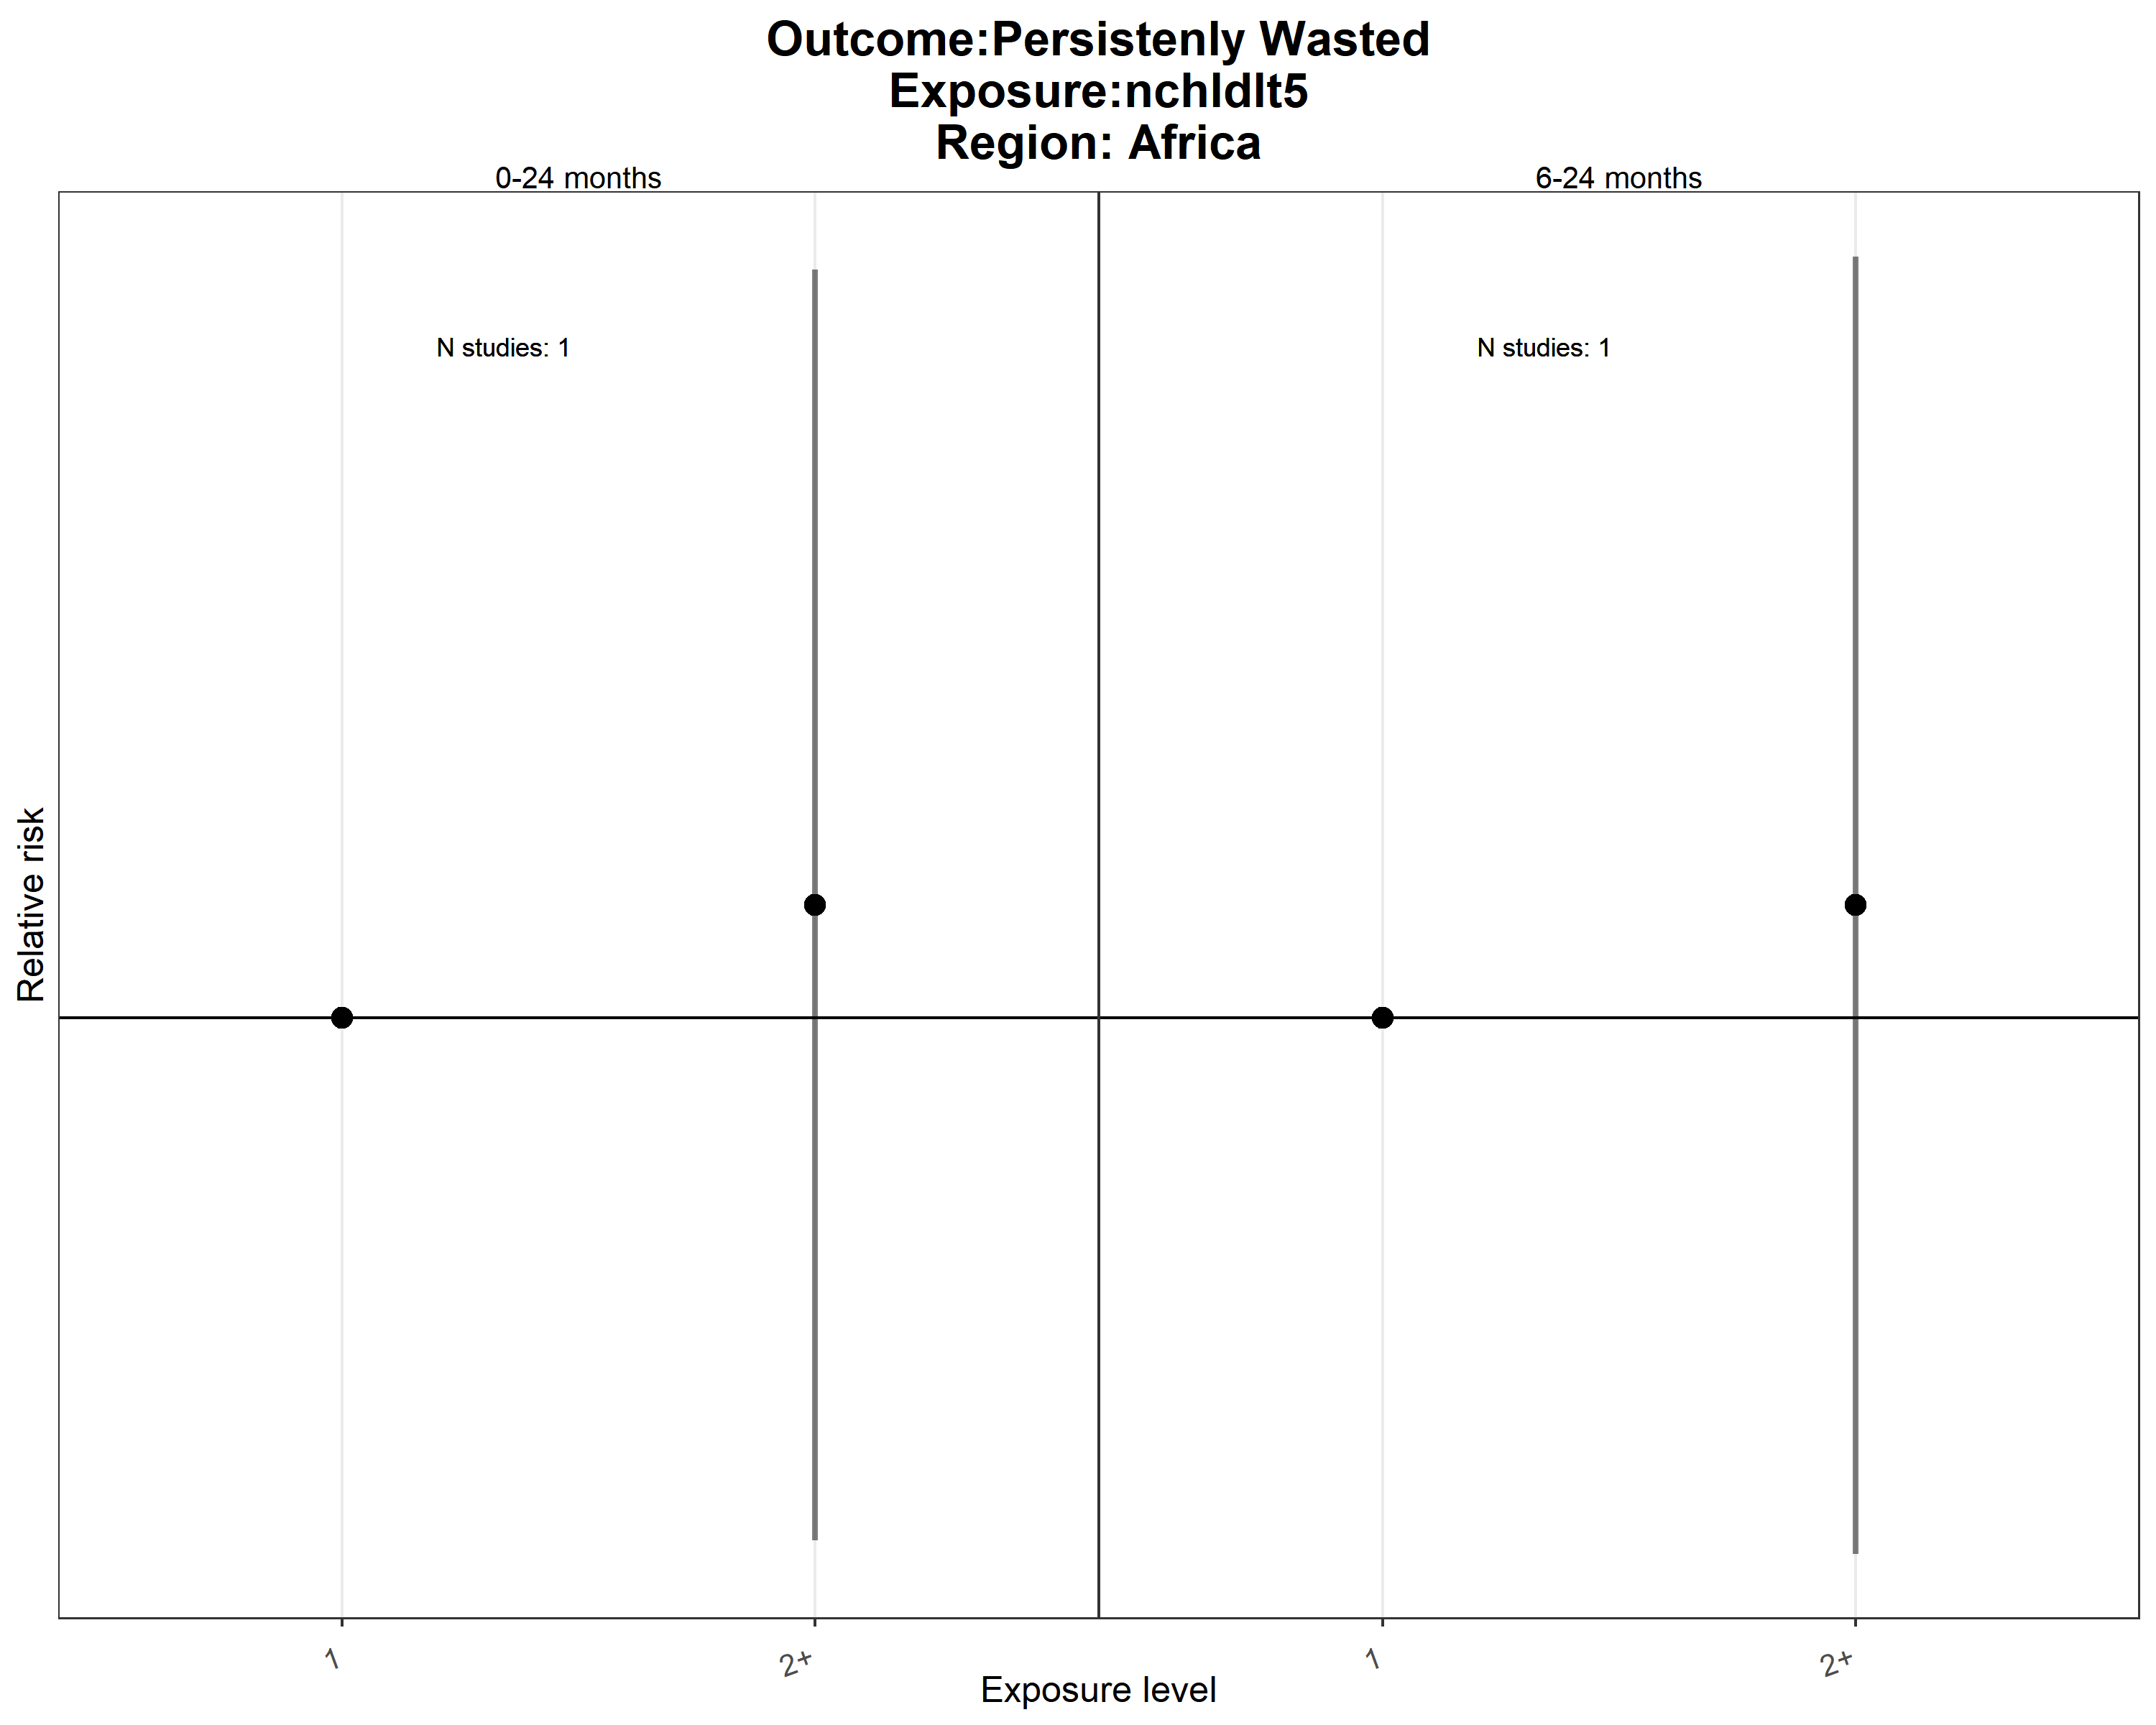 Outcome:Persistenly Wasted
Exposure:nchldlt5
Region: Africa
0-24 months
6-24 months
N studies: 1
N studies: 1
Relative risk
1
2+
1
2+
Exposure level